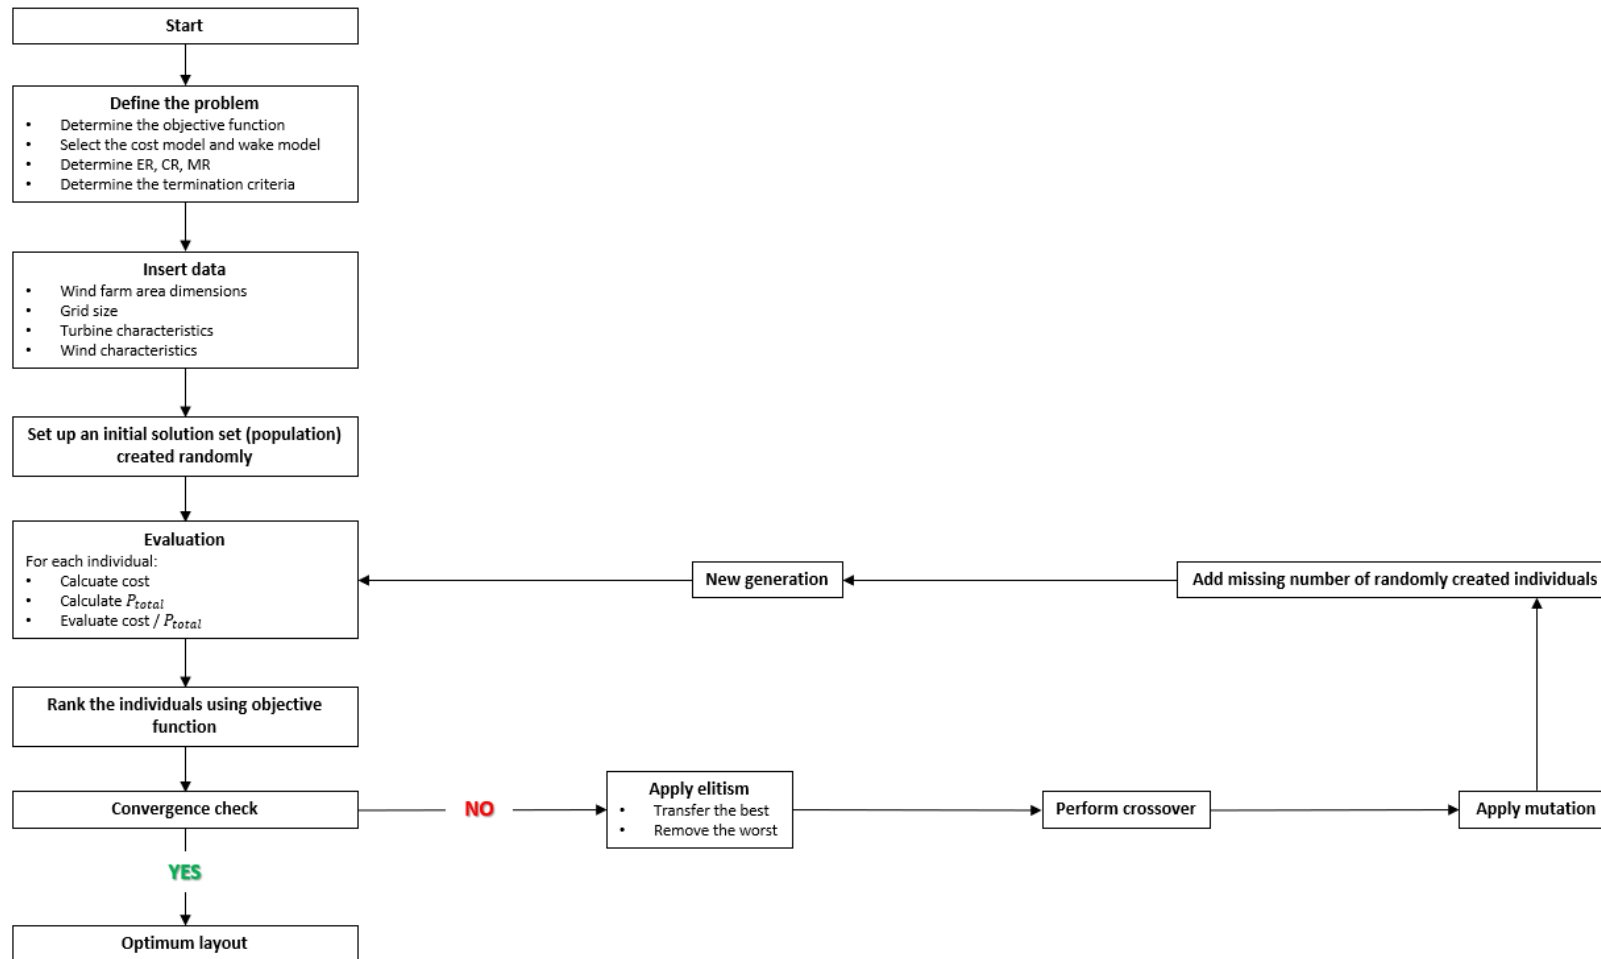 Start
Define the problem
• Determine the objective function
• Select the cost model and wake model
• Determine ER, CR, MR
• Determine the termination criteria
Insert data
• Wind farm area dimensions
• Grid size
• Turbine characteristics
• Wind characteristics
Set up an initial solution set (population)
created randomly
Evaluation
For each individual:
• Calcuate cost
• Calculate P_total
• Evaluate cost / P_total
New generation
Add missing number of randomly created individuals
Rank the individuals using objective
function
Convergence check
NO
Apply elitism
• Transfer the best
• Remove the worst
Perform crossover
Apply mutation
YES
Optimum layout